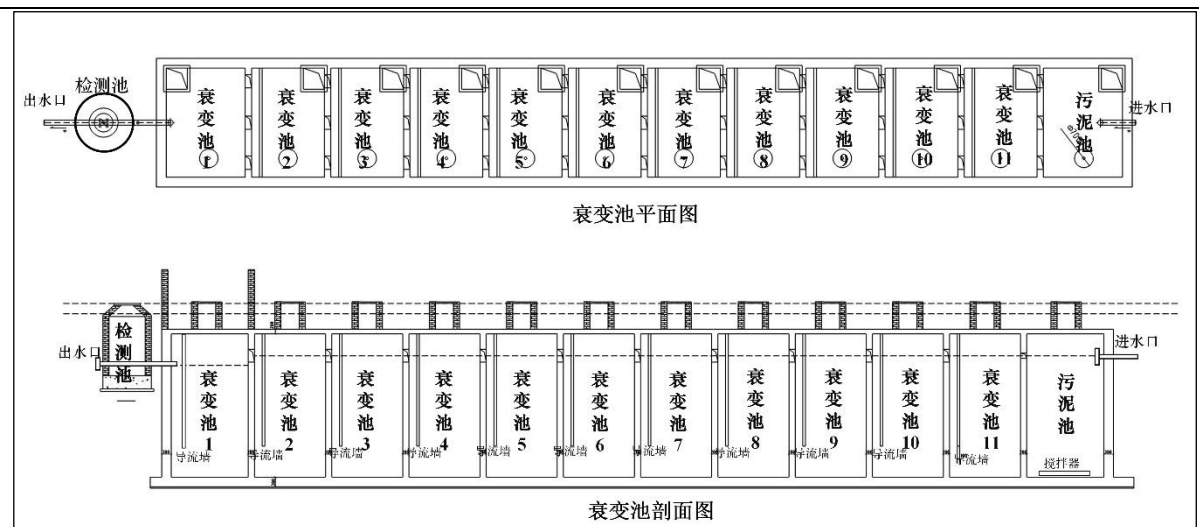 检测池
出水口
衰变池1
衰变池2
衰变池3
衰变池4
衰变池5
衰变池6
衰变池7
衰变池8
衰变池9
衰变池10
衰变池11
污泥池
进水口
衰变池平面图
检测池
出水口
衰变池1
衰变池2
衰变池3
衰变池4
衰变池5
衰变池6
衰变池7
衰变池8
衰变池9
衰变池10
衰变池11
污泥池
进水口
导流墙
导流墙
导流墙
导流墙
导流墙
导流墙
导流墙
导流墙
导流墙
导流墙
导流墙
搅拌器
衰变池剖面图